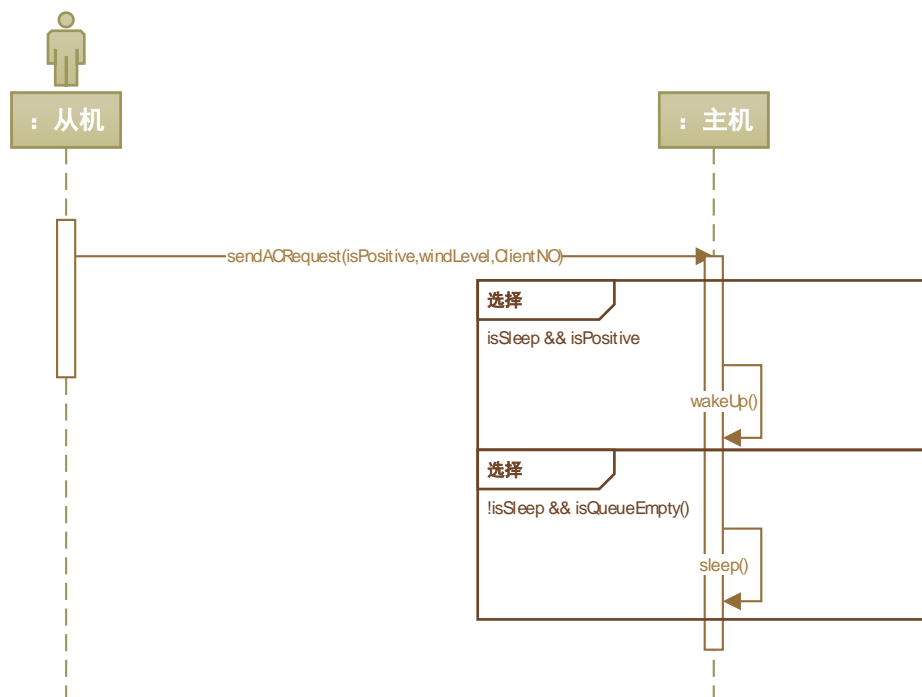 ：从机
：主机
sendACRequest(isPositive,windLevel,ClientNO)
选择
isSleep && isPositive
wakeUp()
选择
!isSleep && isQueueEmpty()
sleep()